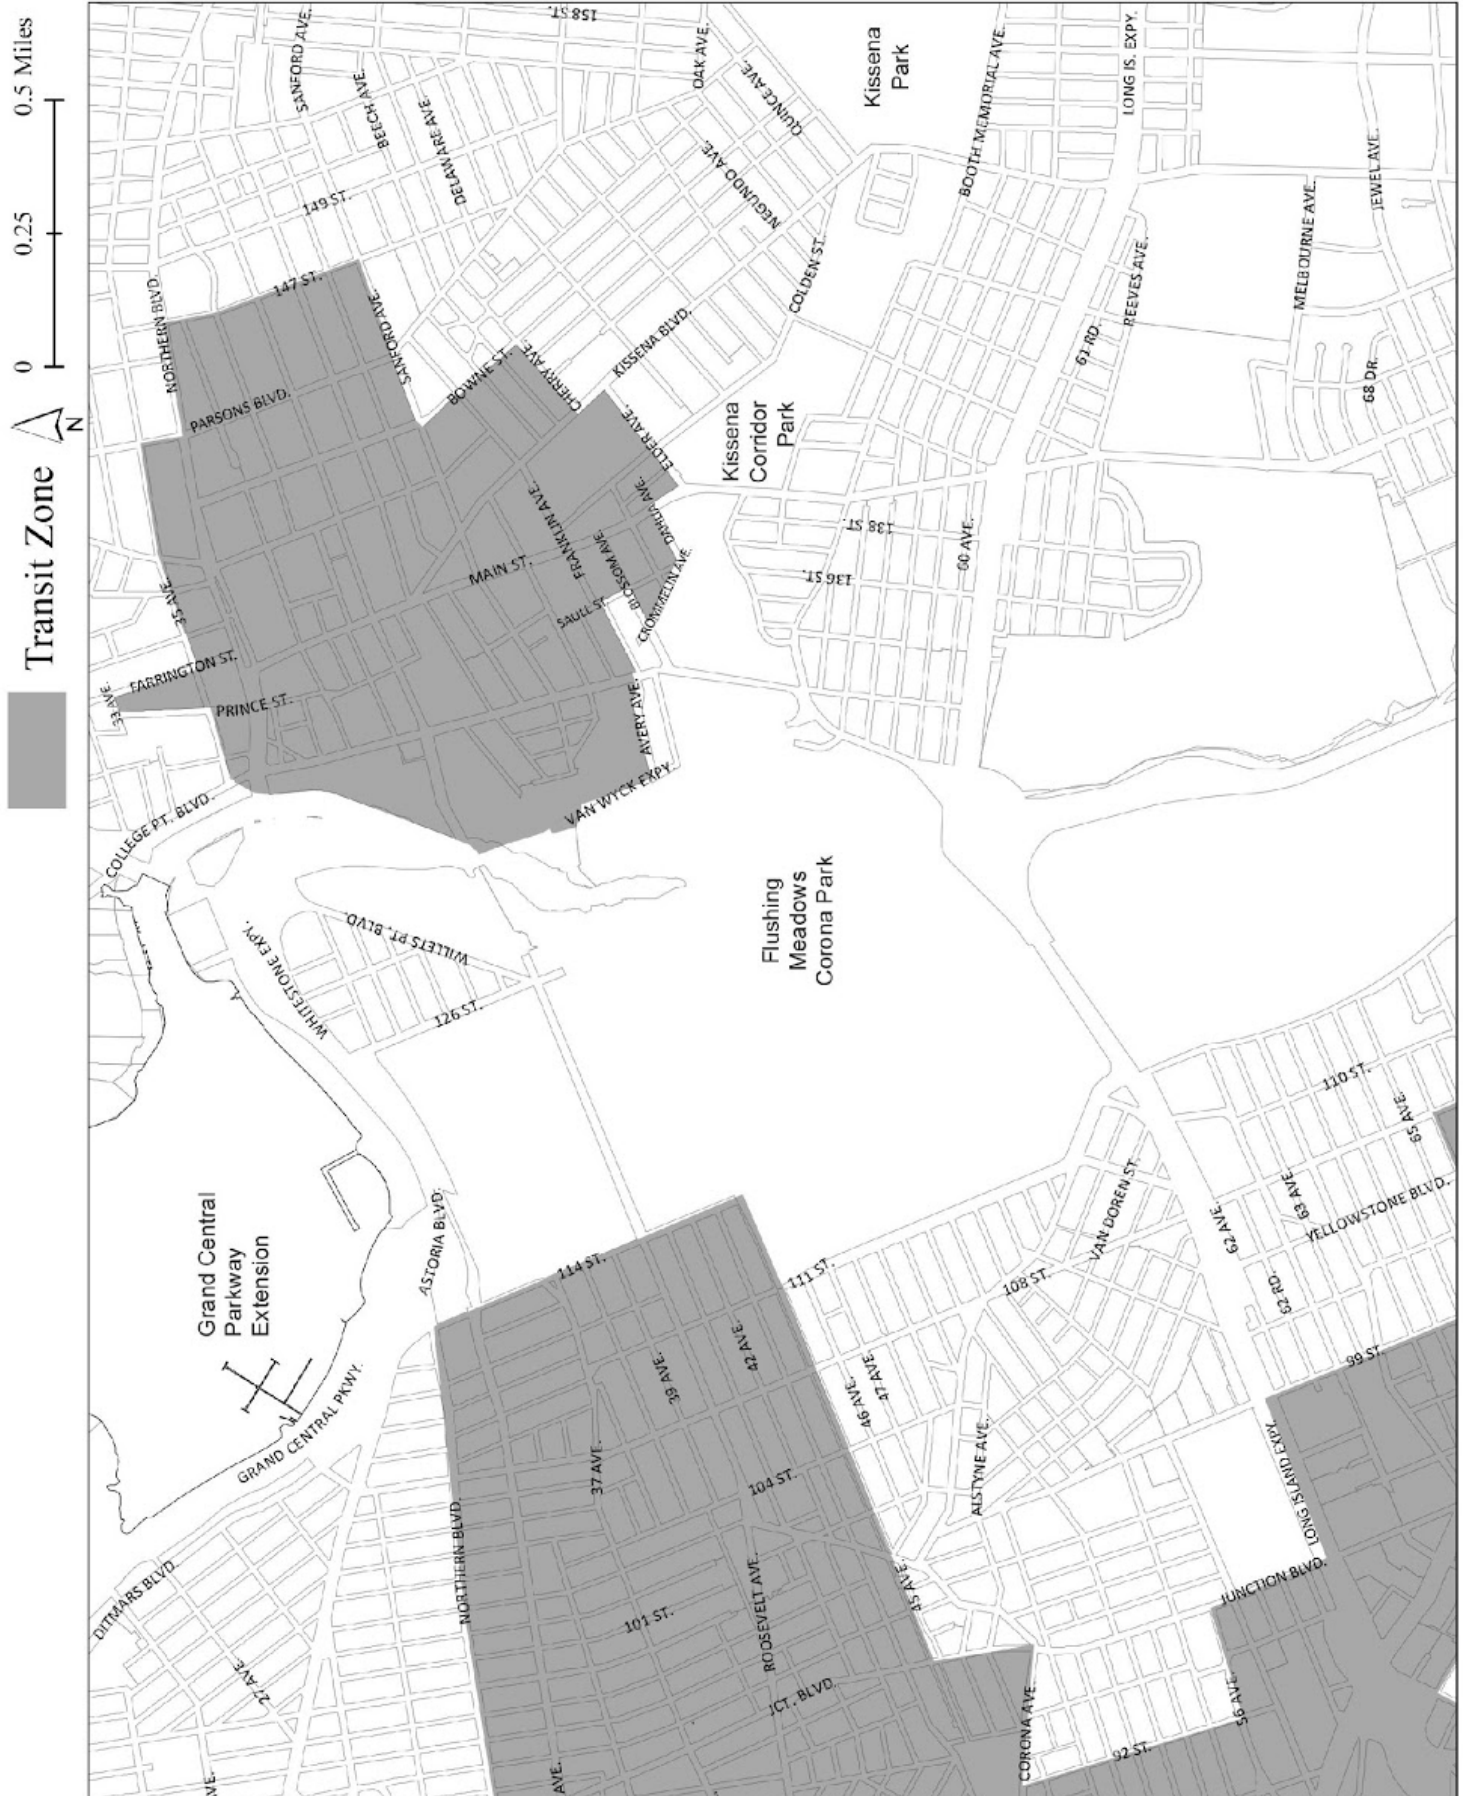 Transit Zone
N
0
0.25
0.5 Miles
158 ST.
SANFORD AVE.
BEECH AVE.
DELAWARE AVE.
149 ST.
OAK AVE.
QUINCE AVE.
NEGUNDO AVE.
Kissena
Park
BOOTH MEMORIAL AVE.
LONG IS. EXPY.
JEWEL AVE.
MELBOURNE AVE.
REEVES AVE.
61 RD.
68 DR.
COLDEN ST.
KISSENA BLVD.
147 ST.
NORTHERN BLVD.
PARSONS BLVD.
SANFORD AVE.
BOWNE ST.
CHERRY AVE.
ELDER AVE.
Kissena
Corridor
Park
DAHLIA AVE.
FRANKLIN AVE.
BLOSSOM AVE.
CROMMELIN AVE.
MAIN ST.
SAULL ST.
138 ST.
136 ST.
60 AVE.
35 AVE.
FARRINGTON ST.
33 AVE.
PRINCE ST.
AVERY AVE.
VAN WYCK EXPY
COLLEGE PT. BLVD.
WILLETS PT. BLVD.
WHITESTONE EXPY.
126 ST.
Flushing
Meadows
Corona Park
Grand Central
Parkway
Extension
ASTORIA BLVD.
GRAND CENTRAL PKWY.
114 ST.
111 ST.
108 ST.
VAN DOREN ST.
110 ST.
65 AVE.
63 AVE.
YELLOWSTONE BLVD.
62 AVE.
62 RD.
99 ST.
39 AVE.
42 AVE.
46 AVE.
47 AVE.
37 AVE.
104 ST.
ALSTYNE AVE.
LONG ISLAND EXPY.
JUNCTION BLVD.
NORTHERN BLVD.
DITMARS BLVD.
27 AVE.
101 ST.
ROOSEVELT AVE.
45 AVE.
JCT. BLVD.
CORONA AVE.
56 AVE.
92 ST.
AVE.
VE.